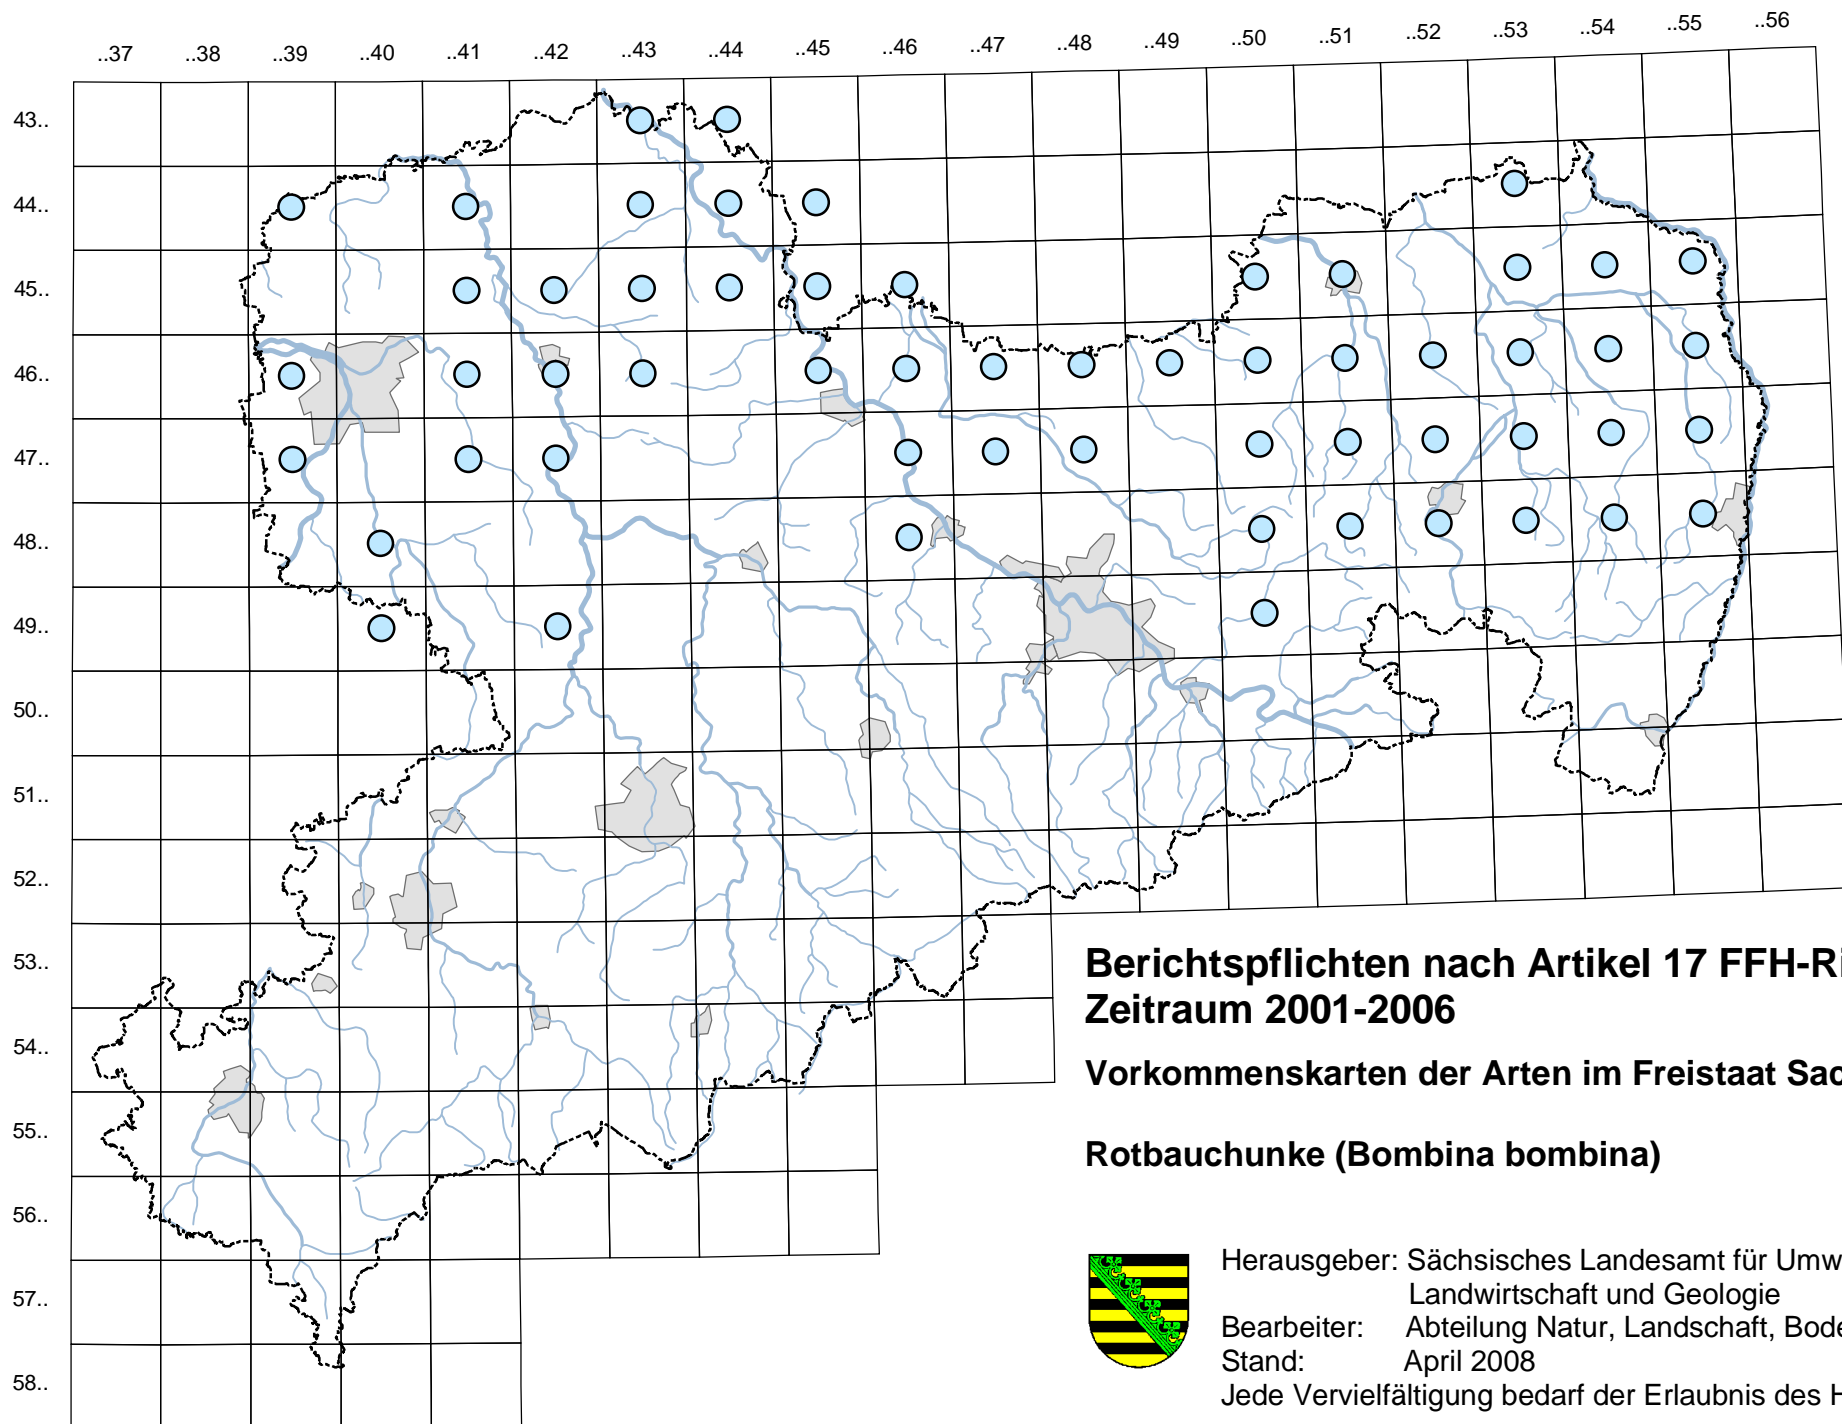 ..37 ..38 ..39 ..40 ..41 ..42 ..43 ..44 ..45 ..46 ..47 ..48 ..49 ..50 ..51 ..52 ..53 ..54 ..55 ..56
43..
44..
45..
46..
47..
48..
49..
50..
51..
52..
53..
54..
55..
56..
57..
58..
Berichtspflichten nach Artikel 17 FFH-Ri
Zeitraum 2001-2006
Vorkommenskarten der Arten im Freistaat Sac
Rotbauchunke (Bombina bombina)
Herausgeber: Sächsisches Landesamt für Umw
Landwirtschaft und Geologie
Bearbeiter: Abteilung Natur, Landschaft, Bode
Stand: April 2008
Jede Vervielfältigung bedarf der Erlaubnis des H